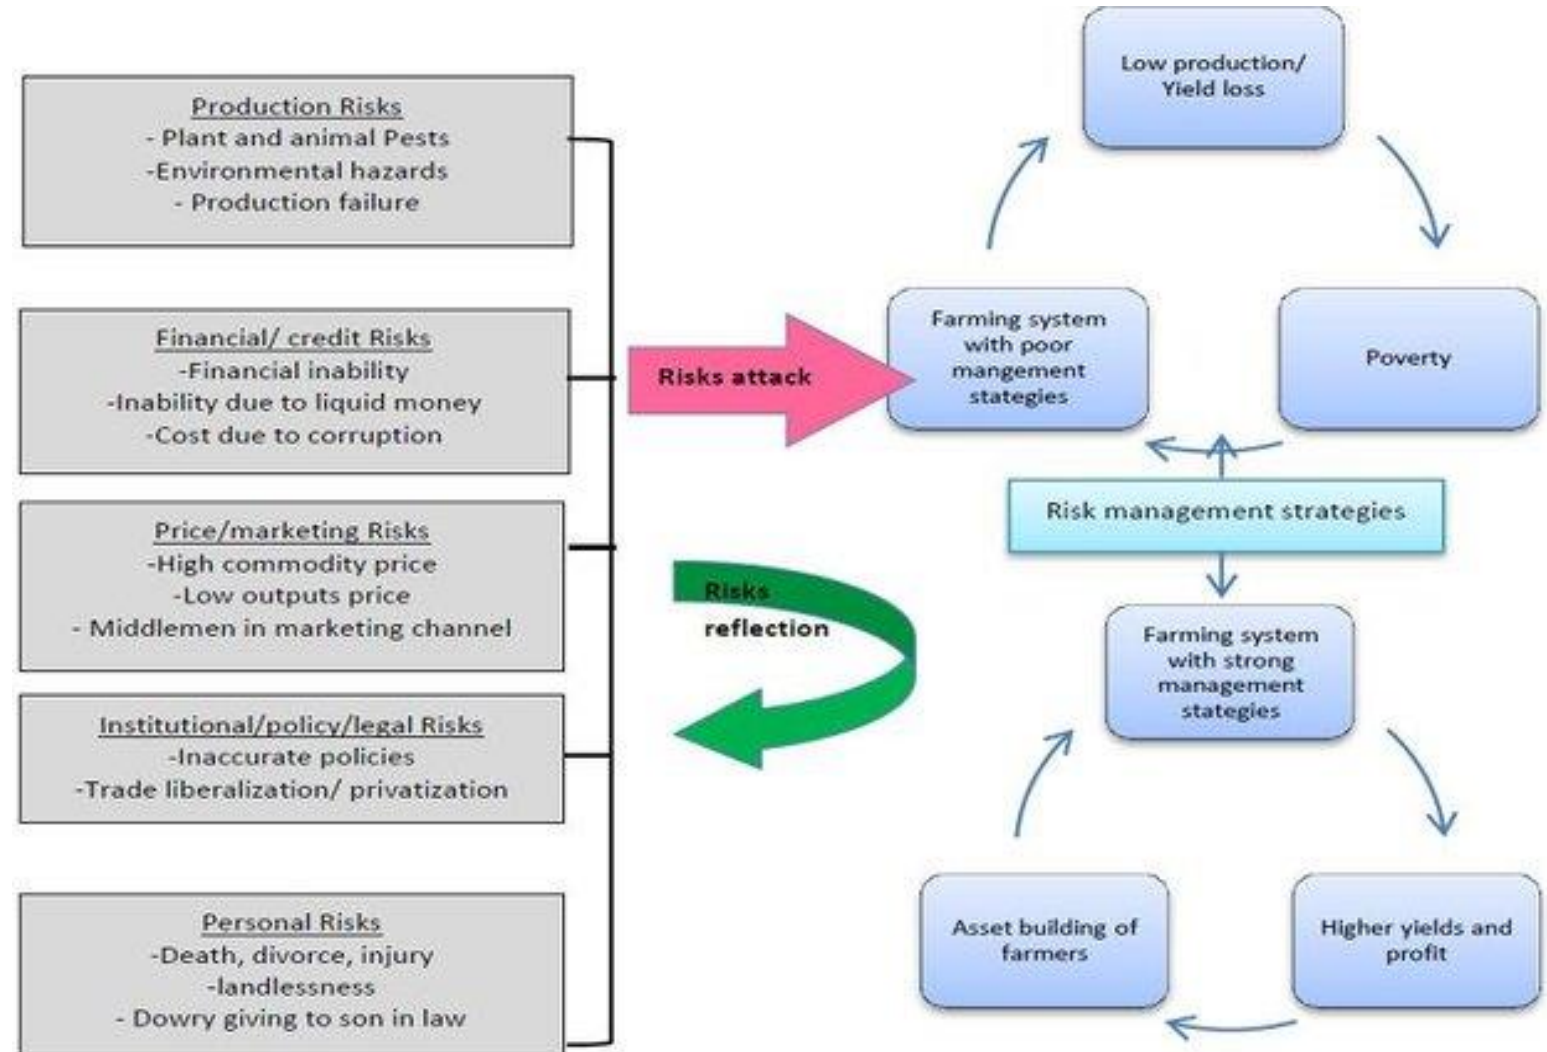 Production Risks
- Plant and animal Pests
-Environmental hazards
- Production failure
Financial/ credit Risks
-Financial inability
-Inability due to liquid money
-Cost due to corruption
Price/marketing Risks
-High commodity price
-Low outputs price
- Middlemen in marketing channel
Institutional/policy/legal Risks
-Inaccurate policies
-Trade liberalization/ privatization
Personal Risks
-Death, divorce, injury
-landlessness
- Dowry giving to son in law
Risks attack
Risks
reflection
Low production/
Yield loss
Farming system
with poor
mangement
stategies
Poverty
Risk management strategies
Farming system
with strong
management
stategies
Asset building of
farmers
Higher yields and
profit